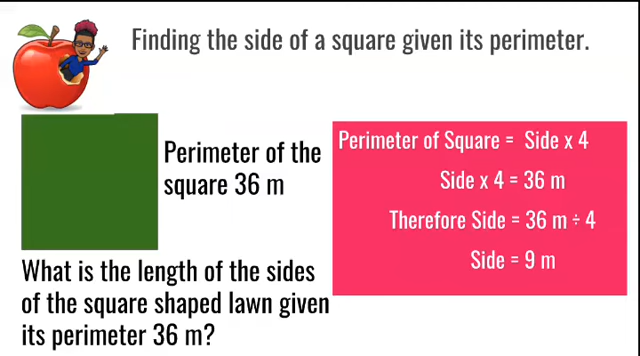 Finding the side of a square given its perimeter.
Perimeter of the
square 36 m
What is the length of the sides
of the square shaped lawn given
its perimeter 36 m?
Perimeter of Square = Side x 4
Side x 4 = 36 m
Therefore Side = 36 m ÷ 4
Side = 9 m